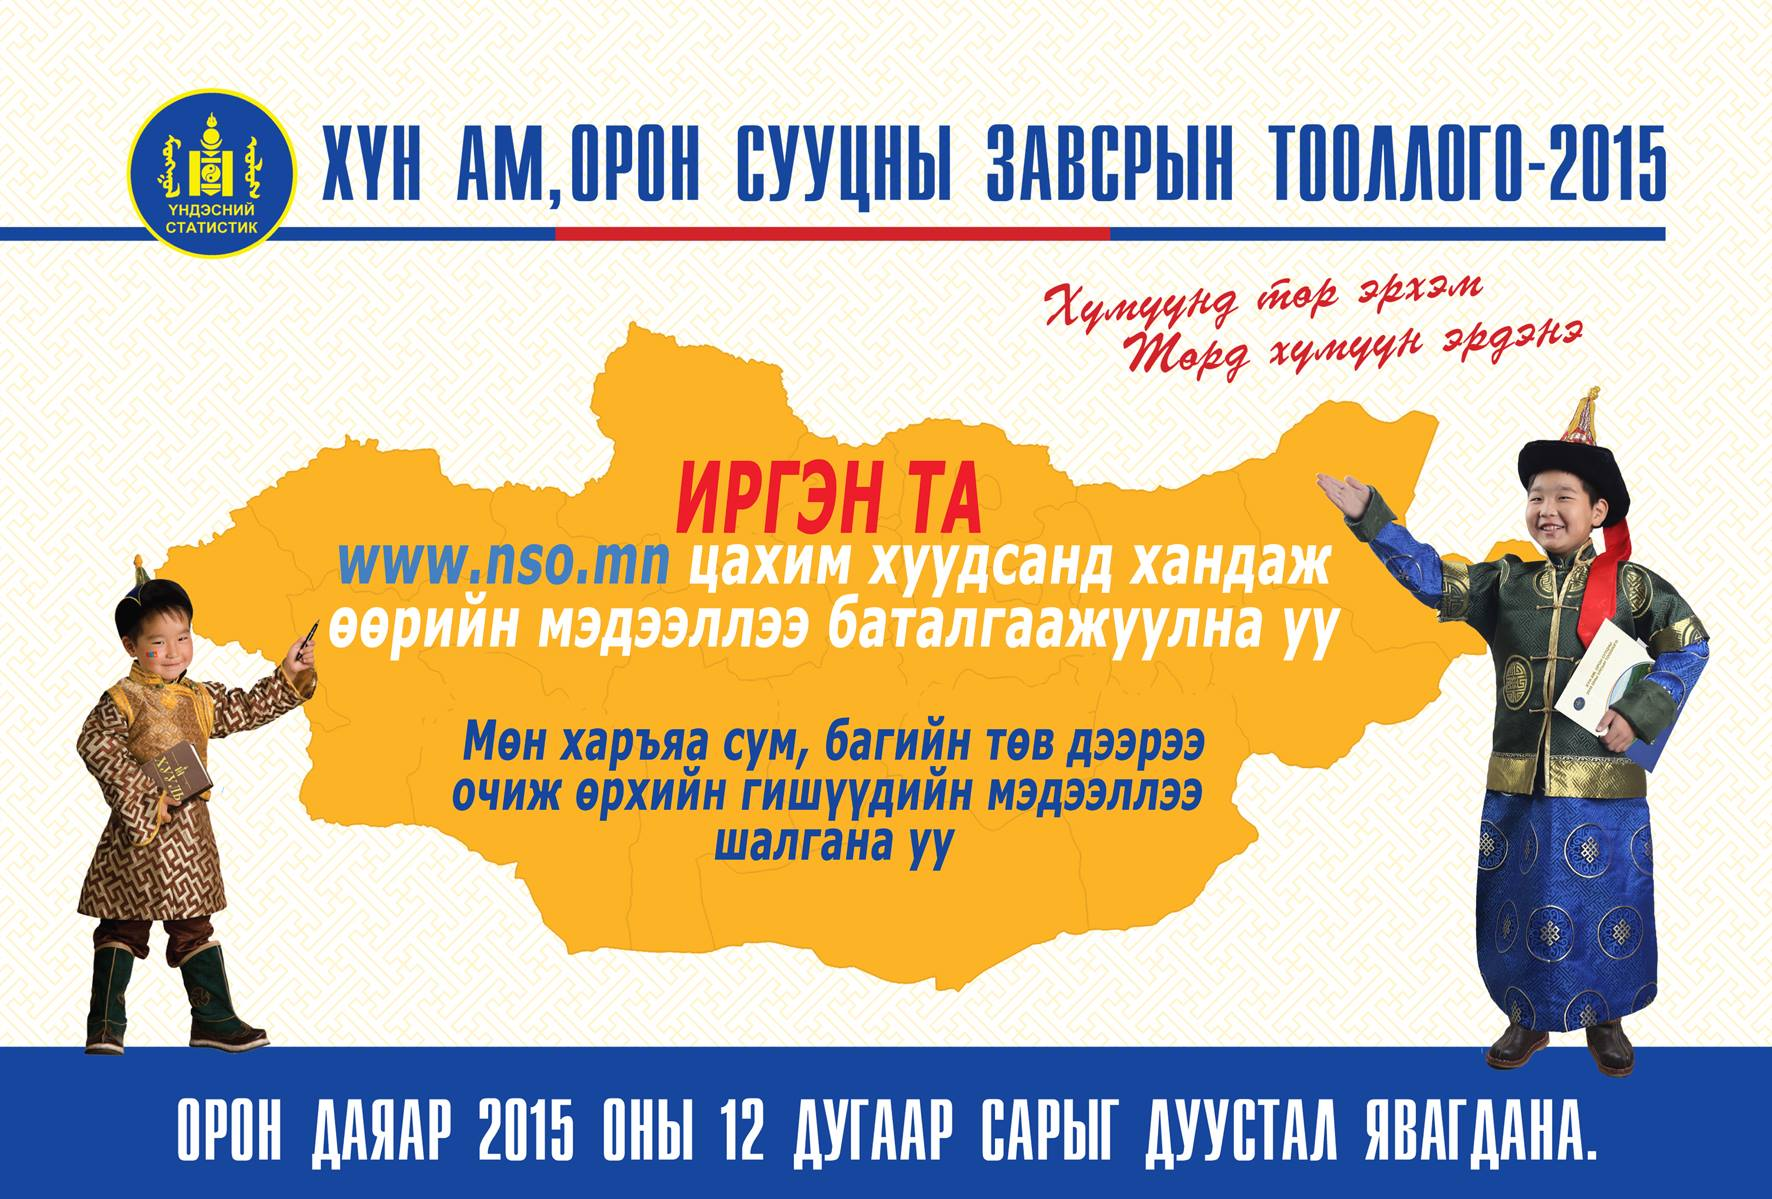 ҮНДЭСНИЙ
СТАТИСТИК
ХҮН АМ,ОРОН СУУЦНЫ ЗАВСРЫН ТООЛЛОГО-2015
Хүмүүнд төр эрхэм
Төрд хүмүүн эрдэнэ
ИРГЭН ТА
www.nso.mn цахим хуудсанд хандаж
өөрийн мэдээллээ баталгаажуулна уу
Мөн харъяа сум, багийн төв дээрээ
очиж өрхийн гишүүдийн мэдээллээ
шалгана уу
ХУУЛЬ
ОРОН ДАЯАР 2015 ОНЫ 12 ДУГААР САРЫГ ДУУСТАЛ ЯВАГДАНА.